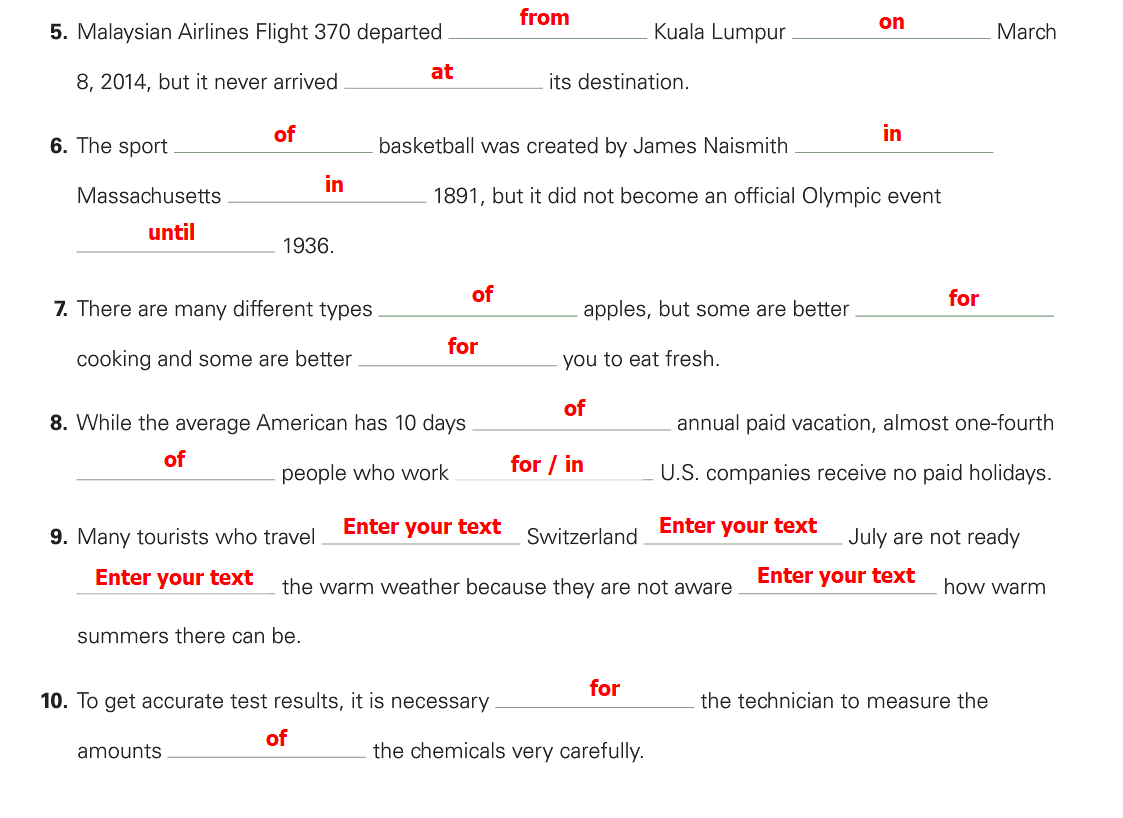 5. Malaysian Airlines Flight 370 departed from Kuala Lumpur on March
8, 2014, but it never arrived at its destination.
6. The sport of basketball was created by James Naismith in
Massachusetts in 1891, but it did not become an official Olympic event
until 1936.
7. There are many different types of apples, but some are better for
cooking and some are better for you to eat fresh.
8. While the average American has 10 days of annual paid vacation, almost one-fourth
of people who work for / in U.S. companies receive no paid holidays.
9. Many tourists who travel Enter your text Switzerland Enter your text July are not ready
Enter your text the warm weather because they are not aware Enter your text how warm
summers there can be.
10. To get accurate test results, it is necessary for the technician to measure the
amounts of the chemicals very carefully.